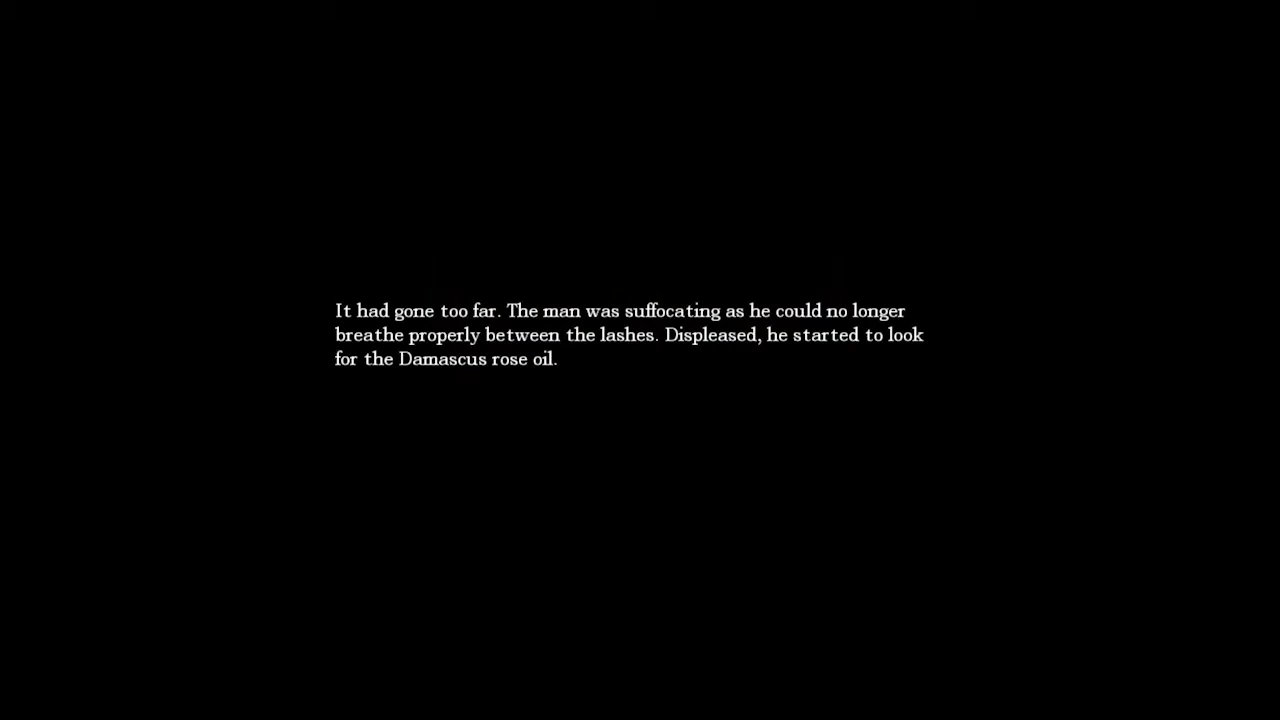 It had gone too far. The man was suffocating as he could no longer
breathe properly between the lashes. Displeased, he started to look
for the Damascus rose oil.